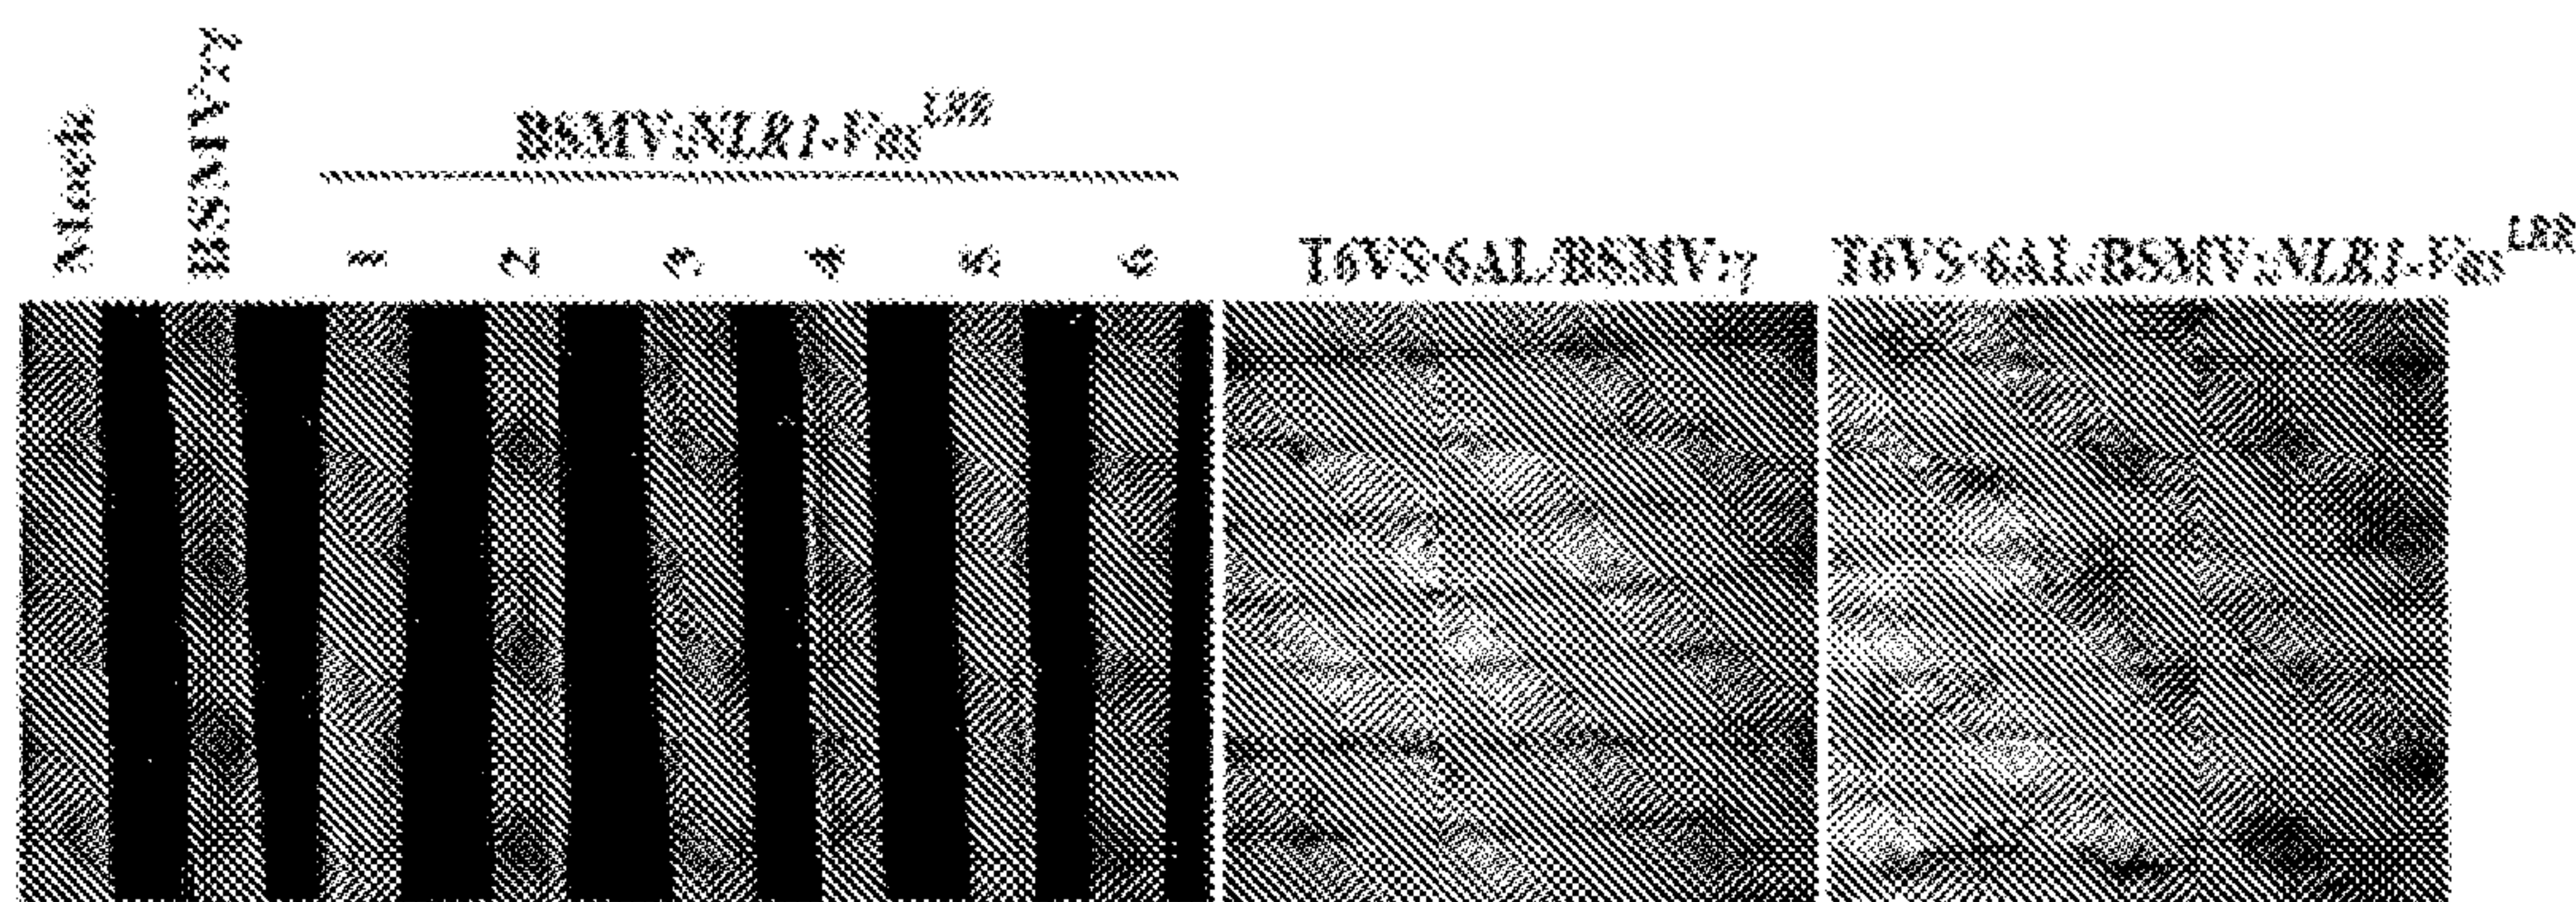 Mock
BSMV:γ
BSMV:NLR1-V^LRR
1 2 3 4 5 6
T6VS·6AL/BSMV:γ
T6VS·6AL/BSMV:NLR1-V^LRR